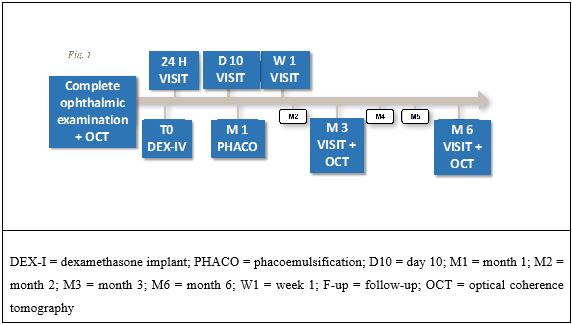 Fig. 1
24 H
VISIT
D 10
VISIT
W 1
VISIT
Complete
ophthalmic
examination
+ OCT
T0
DEX-IV
M 1
PHACO
M2
M 3
VISIT +
OCT
M4
M5
M 6
VISIT +
OCT
DEX-I = dexamethasone implant; PHACO = phacoemulsification; D10 = day 10; M1 = month 1; M2 =
month 2; M3 = month 3; M6 = month 6; W1 = week 1; F-up = follow-up; OCT = optical coherence
tomography